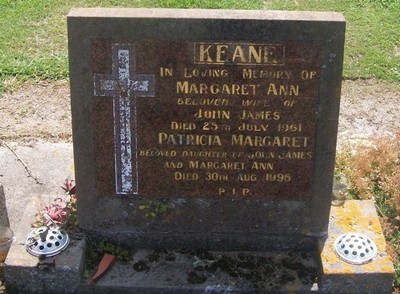 KEANE
IN LOVING MEMORY OF
MARGARET ANN
BELOVED WIFE OF
JOHN JAMES
DIED 25TH JULY 1961
PATRICIA MARGARET
BELOVED DAUGHTER OF JOHN JAMES
AND MARGARET ANN
DIED 30TH AUG 1998
R.I.P.